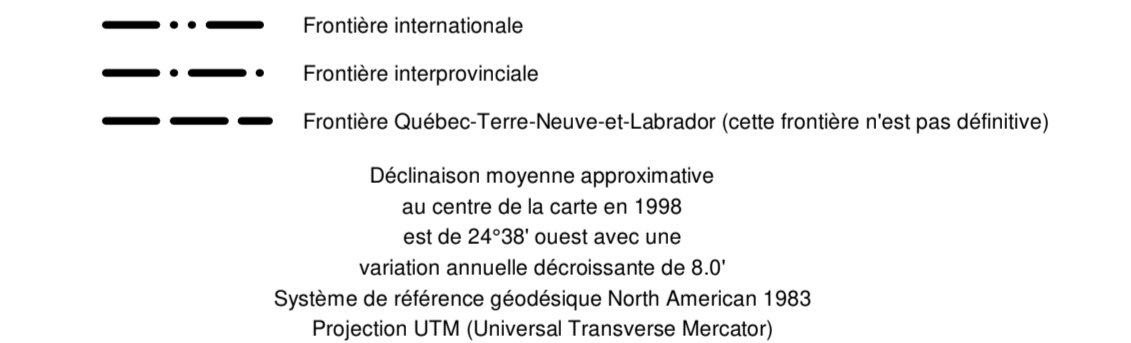 Frontière internationale
Frontière interprovinciale
Frontière Québec-Terre-Neuve-et-Labrador (cette frontière n'est pas définitive)
Déclinaison moyenne approximative
au centre de la carte en 1998
est de 24°38' ouest avec une
variation annuelle décroissante de 8.0'
Système de référence géodésique North American 1983
Projection UTM (Universal Transverse Mercator)